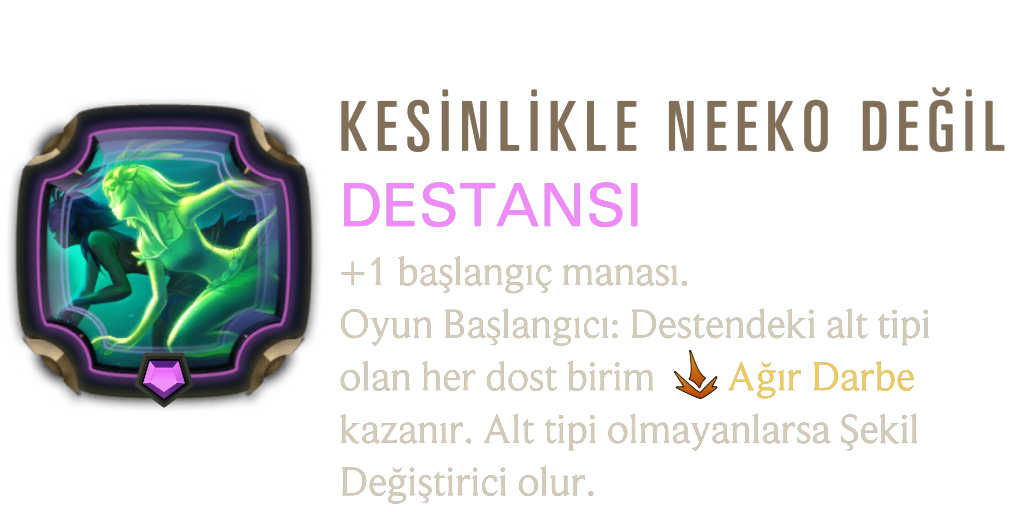 KESİNLİKLE NEEKO DEĞİL
DESTANSI
+1 başlangıç manası.
Oyun Başlangıcı: Destendeki alt tipi
olan her dost birim Ağır Darbe
kazanır. Alt tipi olmayanlarsa Şekil
Değiştirici olur.